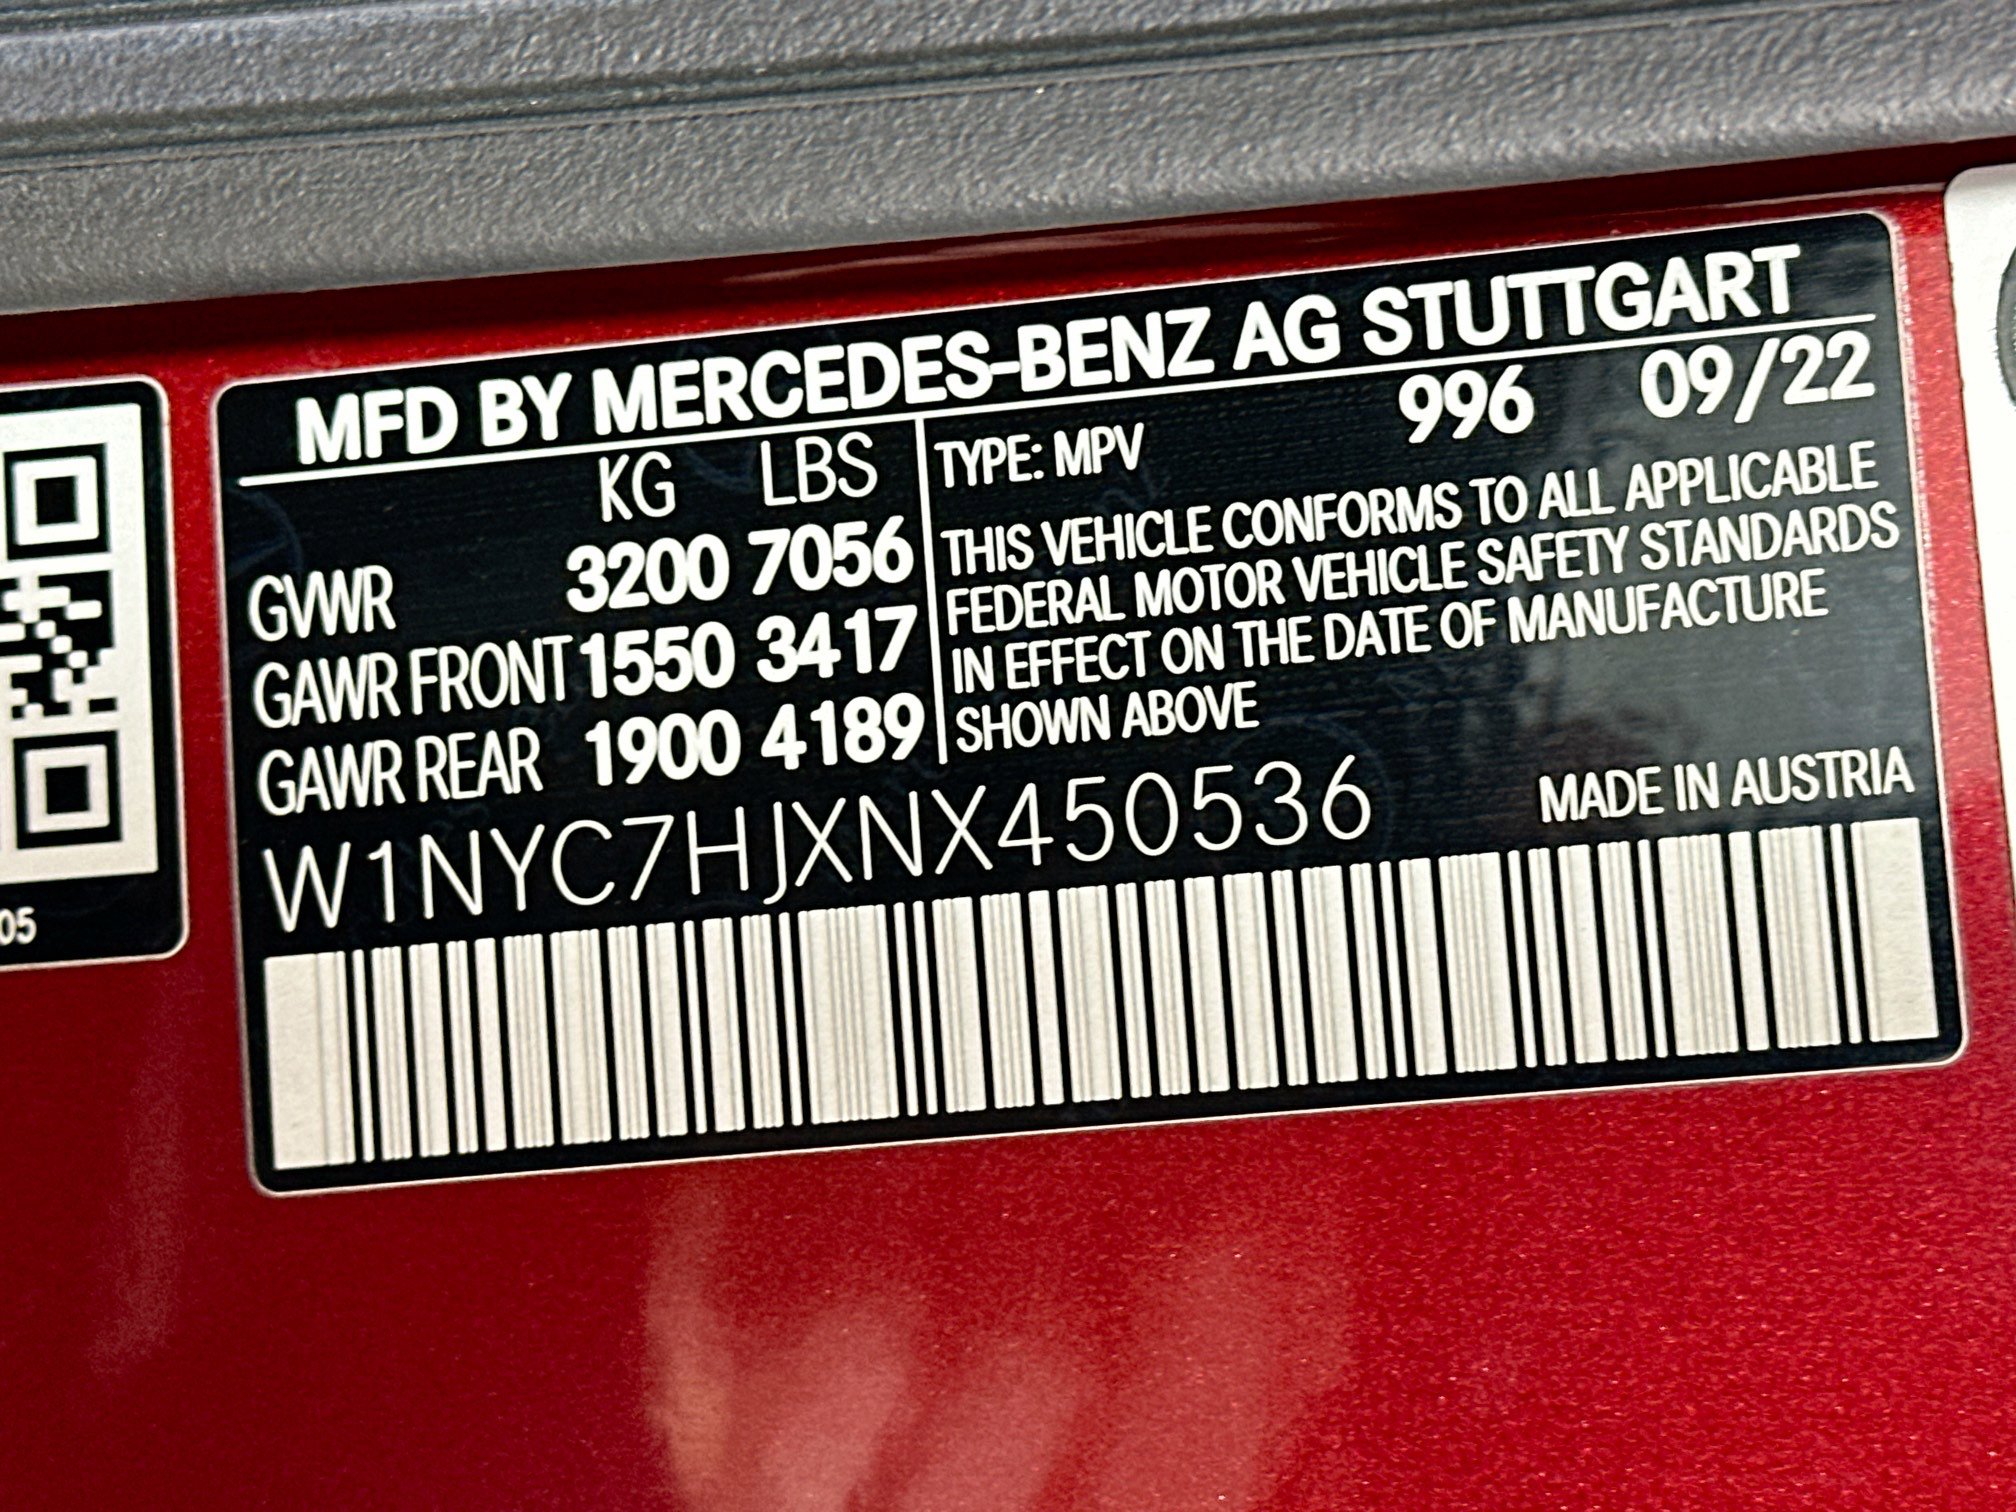 MFD BY MERCEDES-BENZ AG STUTTGART
KG LBS
GVWR 3200 7056
GAWR FRONT 1550 3417
GAWR REAR 1900 4189
TYPE: MPV 996 09/22
THIS VEHICLE CONFORMS TO ALL APPLICABLE
FEDERAL MOTOR VEHICLE SAFETY STANDARDS
IN EFFECT ON THE DATE OF MANUFACTURE
SHOWN ABOVE
W1NYC7HJXNX450536
MADE IN AUSTRIA
05